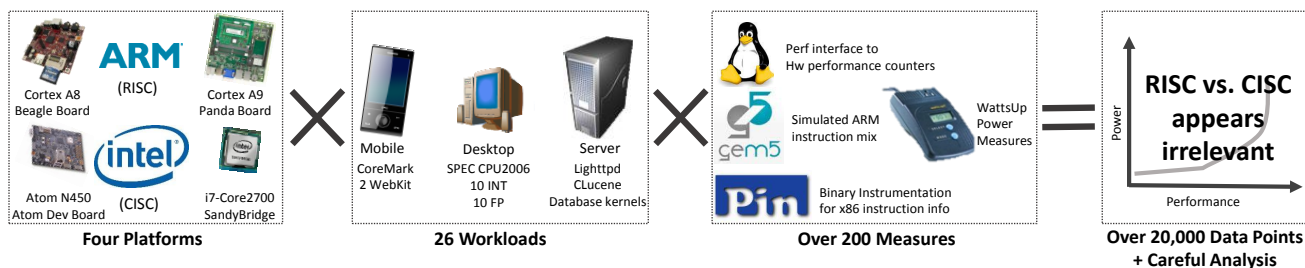 ARM
(RISC)
Cortex A8
Beagle Board
Cortex A9
Panda Board
intel
(CISC)
Atom N450
Atom Dev Board
i7-Core2700
SandyBridge
Four Platforms
Mobile
CoreMark
2 WebKit
Desktop
SPEC CPU2006
10 INT
10 FP
Server
Lighttpd
CLucene
Database kernels
26 Workloads
Perf interface to
Hw performance counters
gem5
Simulated ARM
instruction mix
WattsUp
Power
Measures
Pin
Binary Instrumentation
for x86 instruction info
Over 200 Measures
Power
RISC vs. CISC
appears
irrelevant
Performance
Over 20,000 Data Points
+ Careful Analysis